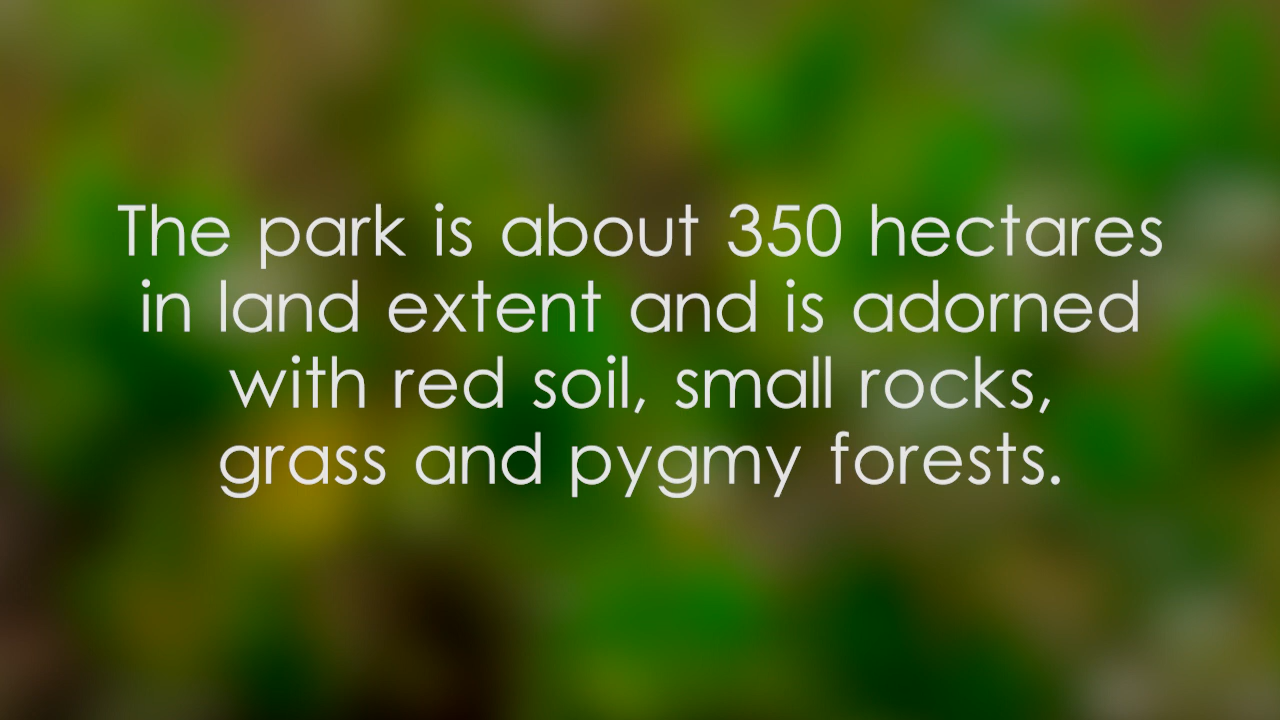 The park is about 350 hectares
in land extent and is adorned
with red soil, small rocks,
grass and pygmy forests.